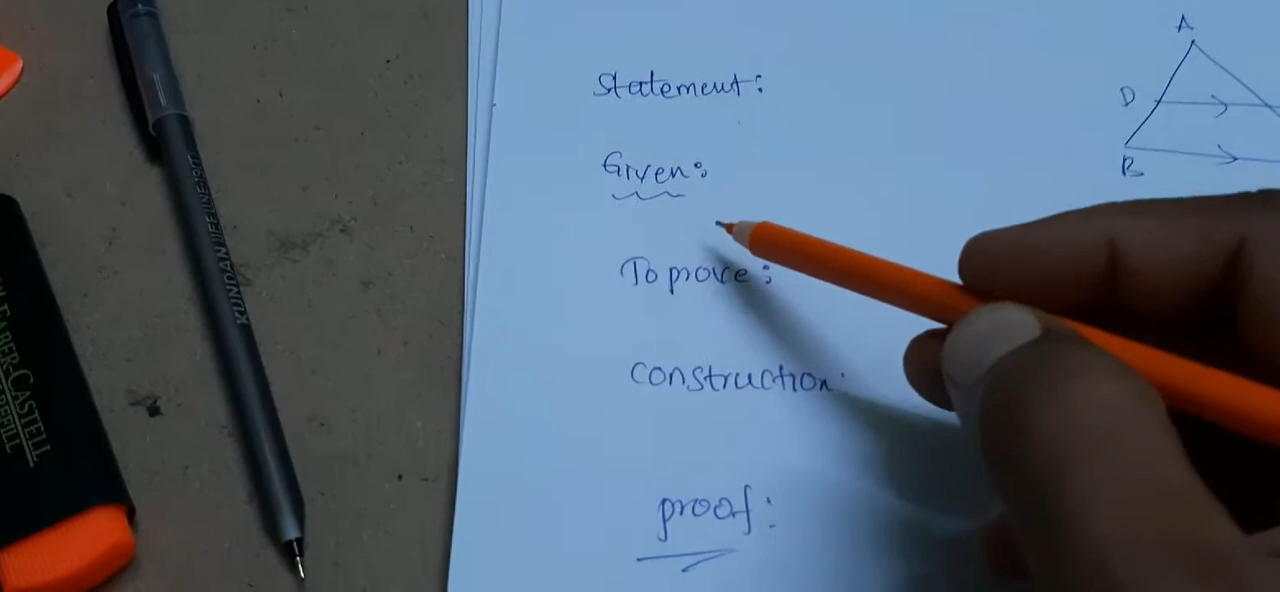 Statement:
A
D
Given:
B
To prove:
construction:
proof:
KUNDAN
FABER-CASTELL